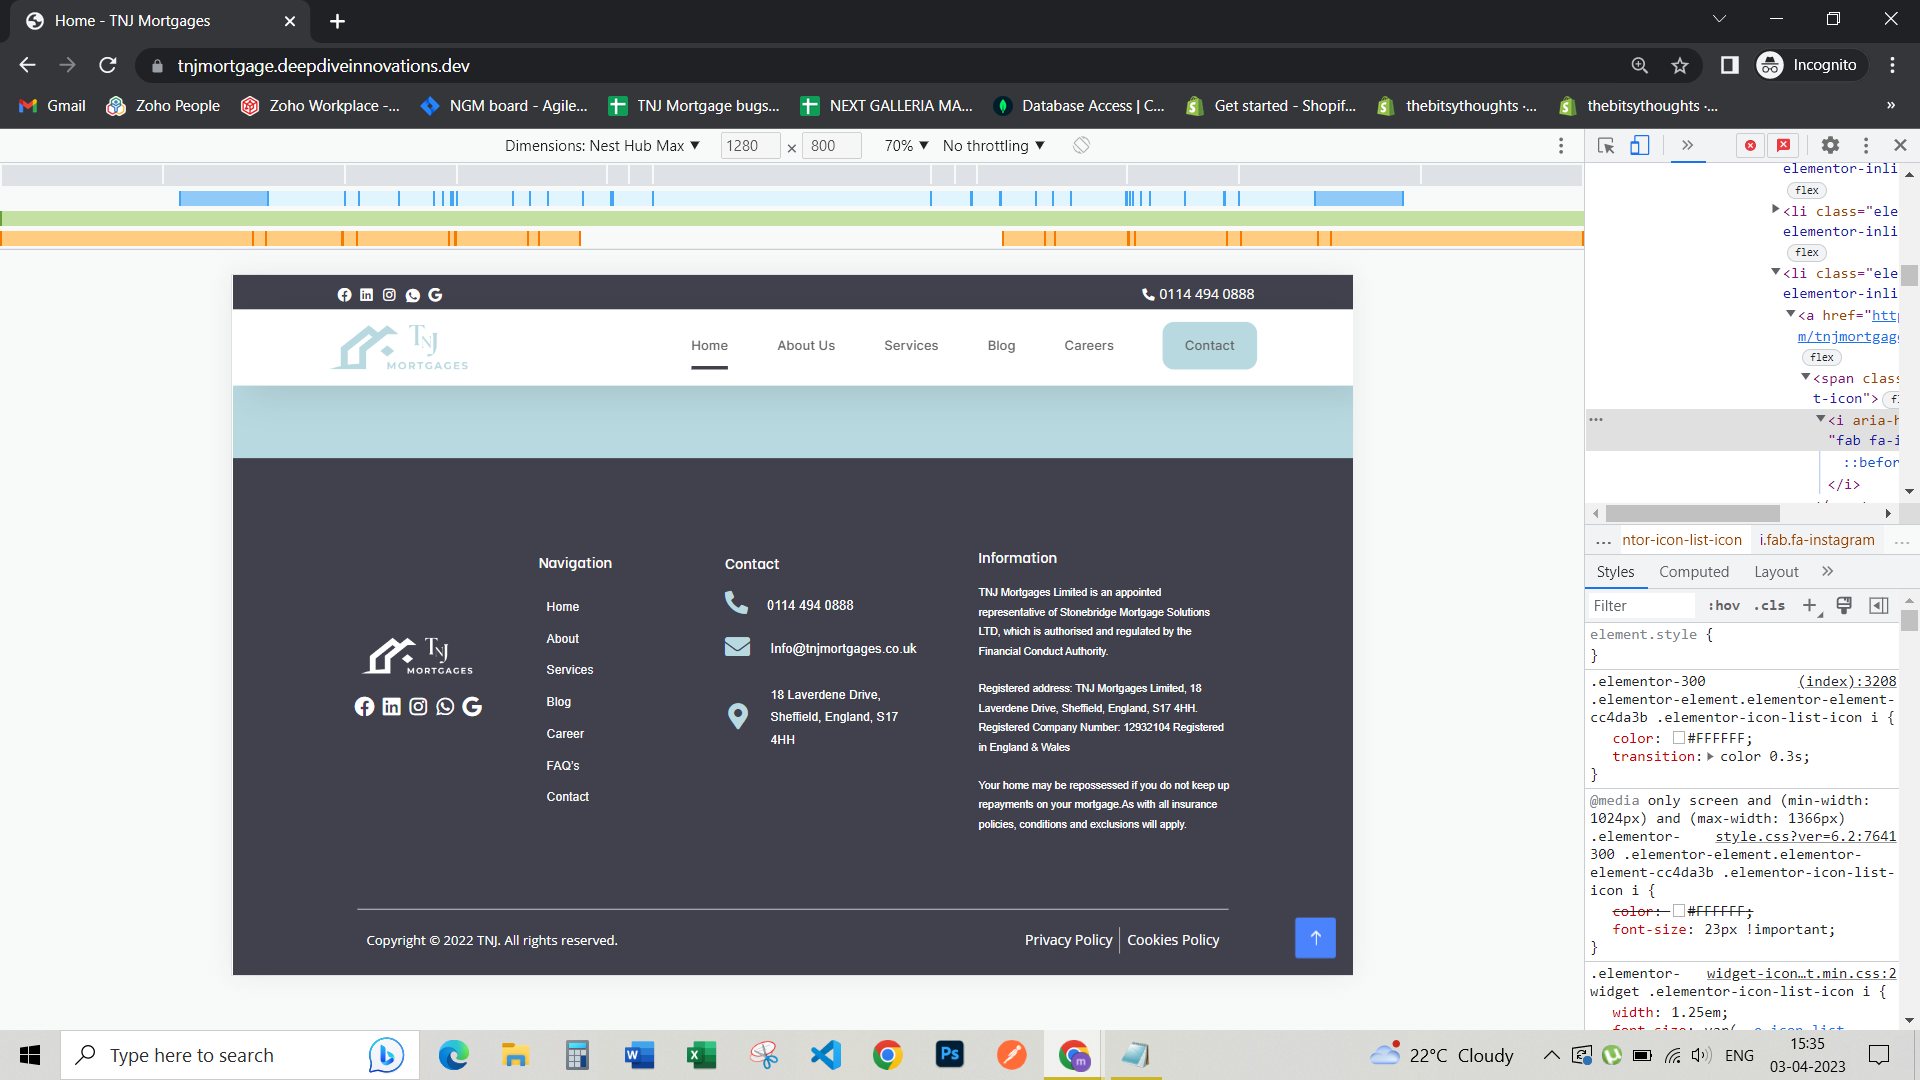 Home - TNJ Mortgages
tnjmortgage.deepdiveinnovations.dev
Incognito
Gmail
Zoho People
Zoho Workplace -...
NGM board - Agile...
TNJ Mortgage bugs...
NEXT GALLERIA MA...
Database Access | C...
Get started - Shopif...
thebitsythoughts ·...
thebitsythoughts ·...
»
Dimensions: Nest Hub Max ▼ 1280 × 800 70% ▼ No throttling ▼
0114 494 0888
TNJ
MORTGAGES
Home
About Us
Services
Blog
Careers
Contact
TNJ
MORTGAGES
Navigation
Home
About
Services
Blog
Career
FAQ's
Contact
Contact
0114 494 0888
Info@tnjmortgages.co.uk
18 Laverdene Drive,
Sheffield, England, S17
4HH
Information
TNJ Mortgages Limited is an appointed
representative of Stonebridge Mortgage Solutions
LTD, which is authorised and regulated by the
Financial Conduct Authority.
Registered address: TNJ Mortgages Limited, 18
Laverdene Drive, Sheffield, England, S17 4HH.
Registered Company Number: 12932104 Registered
in England & Wales
Your home may be repossessed if you do not keep up
repayments on your mortgage.As with all insurance
policies, conditions and exclusions will apply.
Copyright © 2022 TNJ. All rights reserved.
Privacy Policy
Cookies Policy
elementor-inli
flex
<li class="ele
elementor-inli
flex
<li class="ele
elementor-inli
<a href="http
m/tnjmortgage
flex
<span clas
t-icon">
<i aria-h
"fab fa-i
::befor
</i>
... ntor-icon-list-icon i.fab.fa-instagram ...
Styles Computed Layout »
Filter :hov .cls +
element.style {
}
.elementor-300 (index):3208
.elementor-element.elementor-element-
cc4da3b .elementor-icon-list-icon i {
color: #FFFFFF;
transition: color 0.3s;
}
@media only screen and (min-width:
1024px) and (max-width: 1366px)
.elementor- style.css?ver=6.2:7641
300 .elementor-element.elementor-
element-cc4da3b .elementor-icon-list-
icon i {
color: #FFFFFF;
font-size: 23px !important;
}
.elementor- widget-icon…t.min.css:2
widget .elementor-icon-list-icon i {
width: 1.25em;
Type here to search
22°C Cloudy
ENG
15:35
03-04-2023